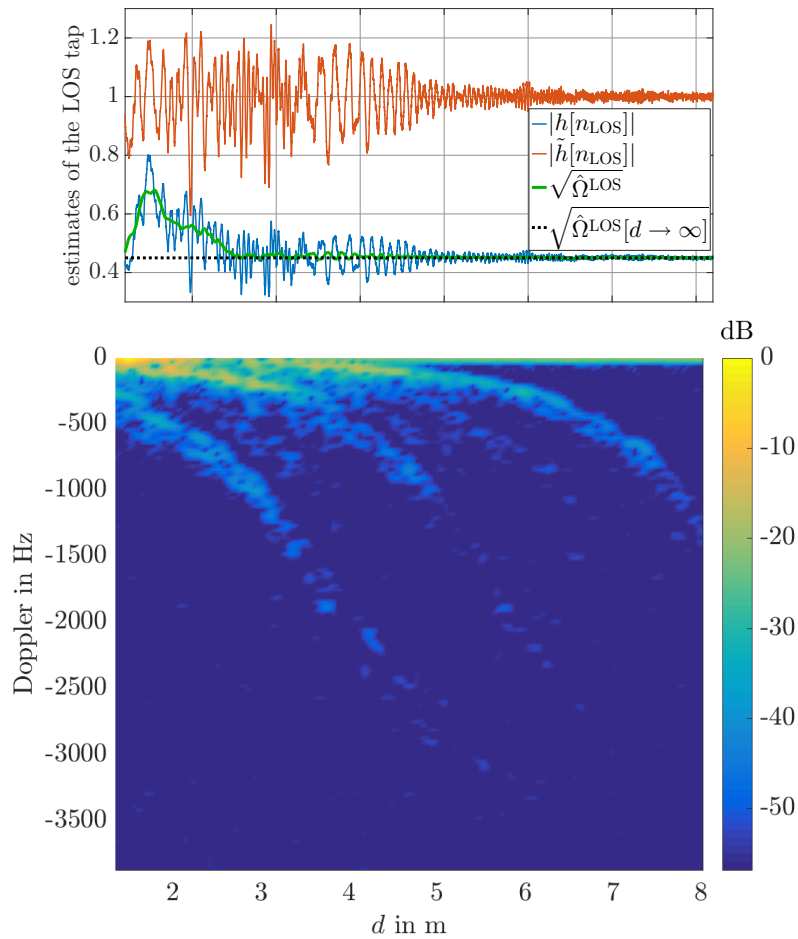 estimates of the LOS tap
1.2
1
0.8
0.6
0.4
|h[n_LOS]|
|h̃[n_LOS]|
√Ω̂^LOS
√Ω̂^LOS[d → ∞]
dB
Doppler in Hz
0
-500
-1000
-1500
-2000
-2500
-3000
-3500
0
-10
-20
-30
-40
-50
2 3 4 5 6 7 8
d in m